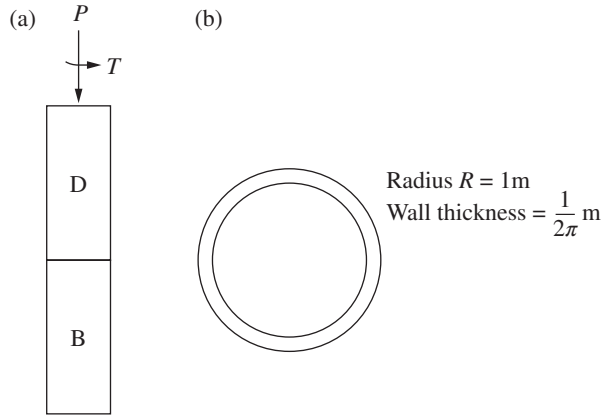 (a)
P
T
D
B
(b)
Radius R = 1m
Wall thickness = 1/2π m